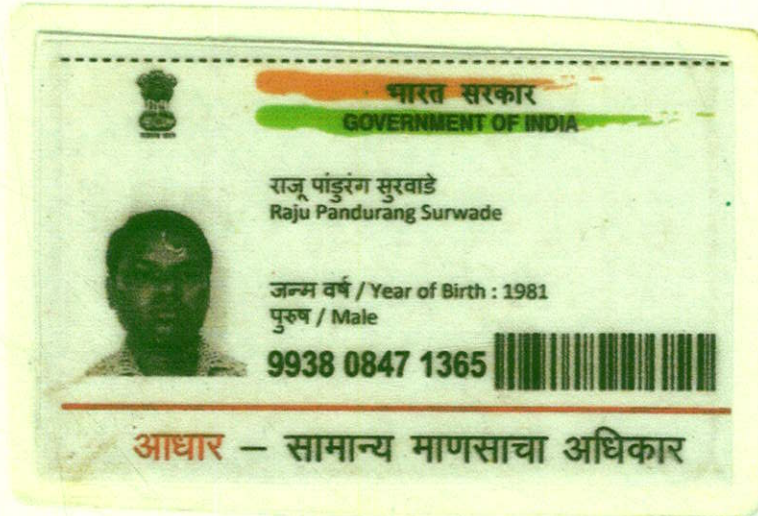 भारत सरकार
GOVERNMENT OF INDIA
राजू पांडुरंग सुरवाडे
Raju Pandurang Surwade
जन्म वर्ष / Year of Birth : 1981
पुरुष / Male
9938 0847 1365
आधार – सामान्य माणसाचा अधिकार